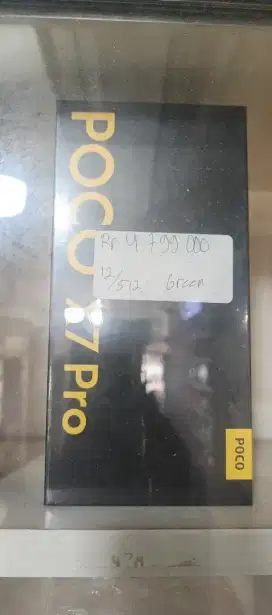 POCO X7 Pro
Rp 4 799 000
12/512 Green
POCO